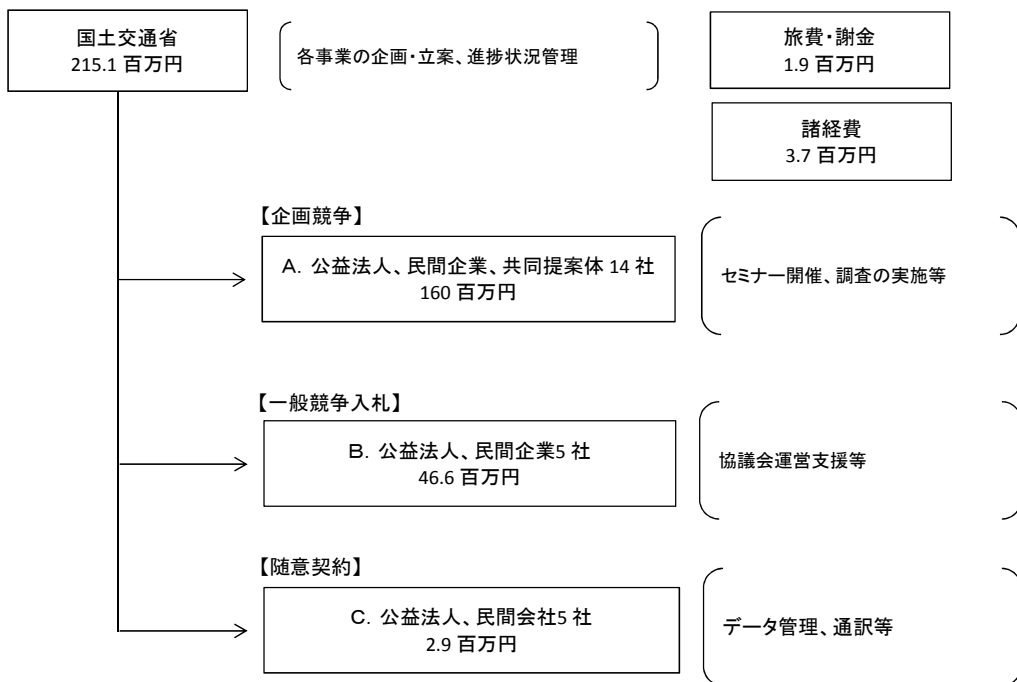 国土交通省
215.1 百万円
各事業の企画・立案、進捗状況管理
旅費・謝金
1.9 百万円
諸経費
3.7 百万円
【企画競争】
A. 公益法人、民間企業、共同提案体 14 社
160 百万円
セミナー開催、調査の実施等
【一般競争入札】
B. 公益法人、民間企業5 社
46.6 百万円
協議会運営支援等
【随意契約】
C. 公益法人、民間会社5 社
2.9 百万円
データ管理、通訳等